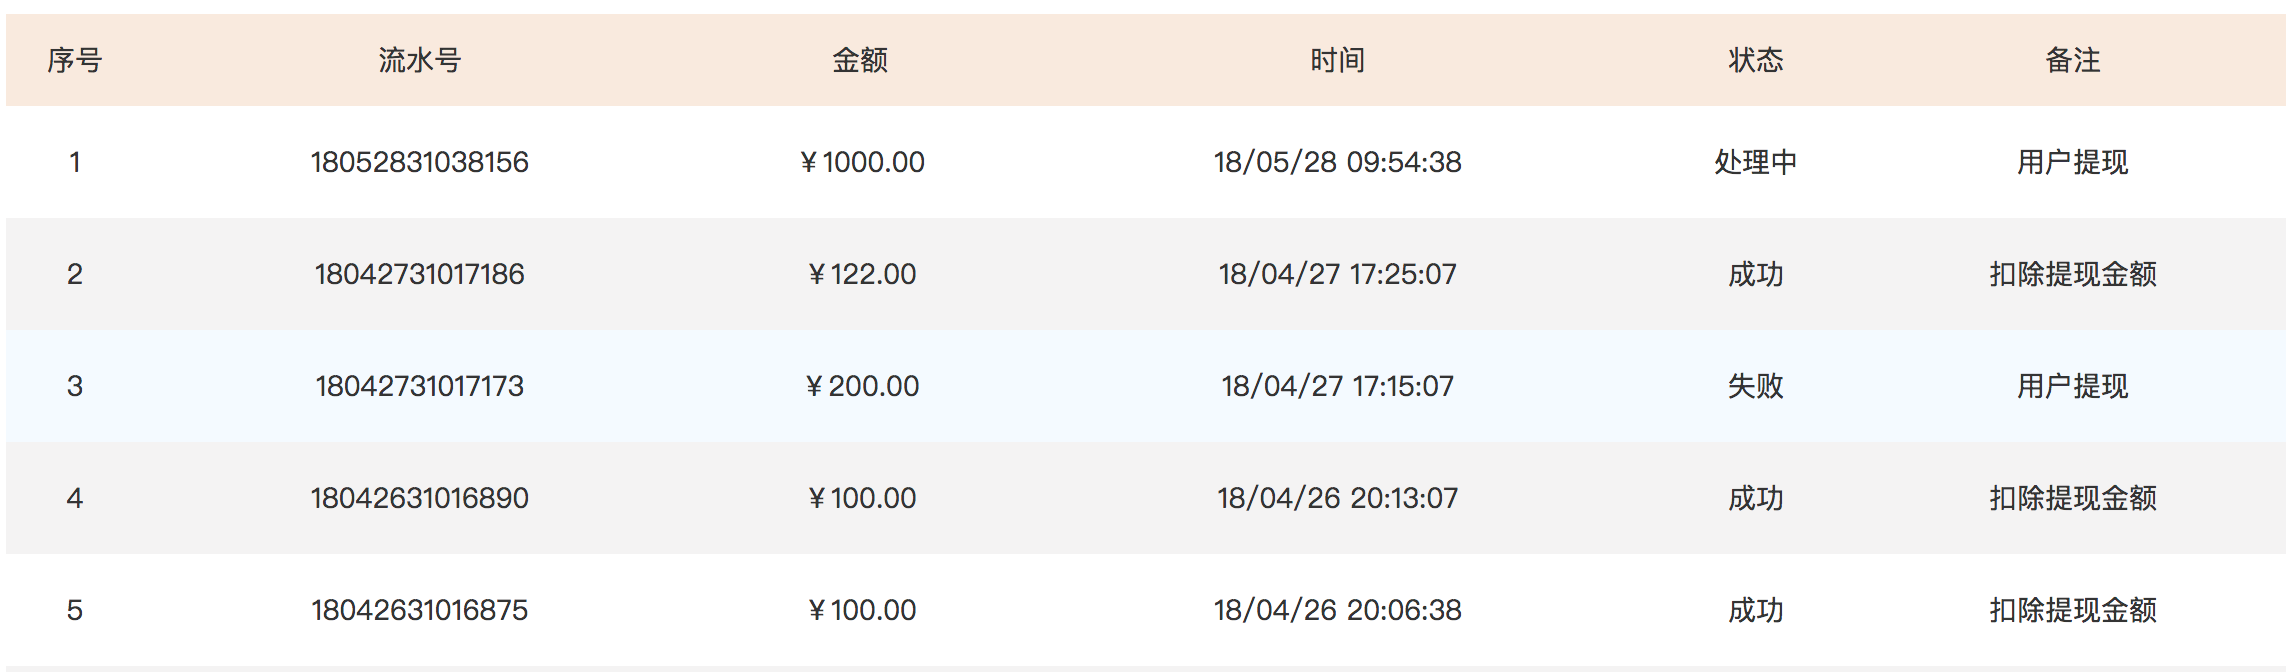 序号 流水号 金额 时间 状态 备注
1 18052831038156 ¥1000.00 18/05/28 09:54:38 处理中 用户提现
2 18042731017186 ¥122.00 18/04/27 17:25:07 成功 扣除提现金额
3 18042731017173 ¥200.00 18/04/27 17:15:07 失败 用户提现
4 18042631016890 ¥100.00 18/04/26 20:13:07 成功 扣除提现金额
5 18042631016875 ¥100.00 18/04/26 20:06:38 成功 扣除提现金额